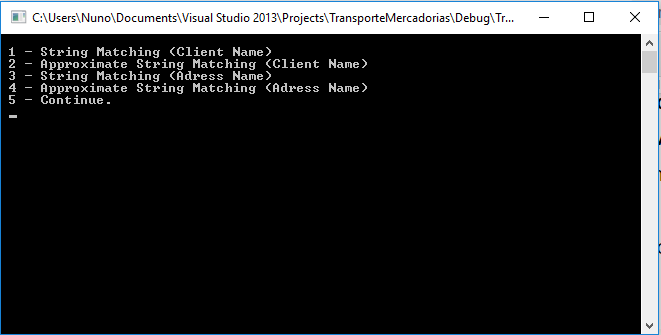 C:\Users\Nuno\Documents\Visual Studio 2013\Projects\TransporteMercadorias\Debug\Tr...
1 - String Matching (Client Name)
2 - Approximate String Matching (Client Name)
3 - String Matching (Adress Name)
4 - Approximate String Matching (Adress Name)
5 - Continue.